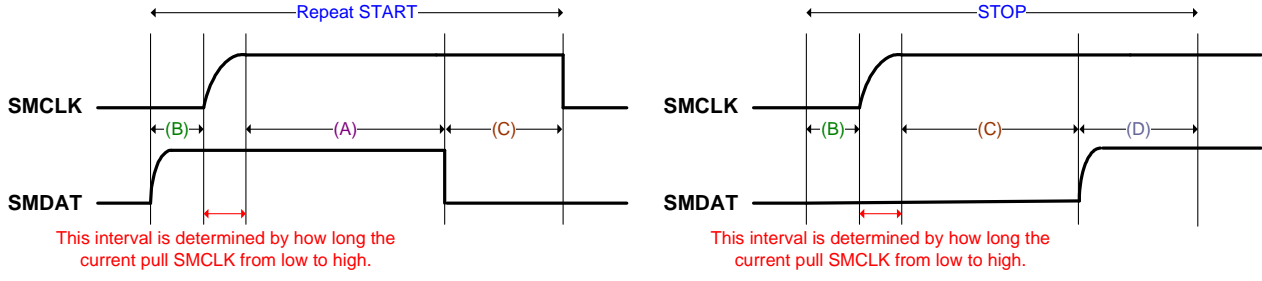 Repeat START
SMCLK
(B)
(A)
(C)
SMDAT
This interval is determined by how long the
current pull SMCLK from low to high.
STOP
SMCLK
(B)
(C)
(D)
SMDAT
This interval is determined by how long the
current pull SMCLK from low to high.